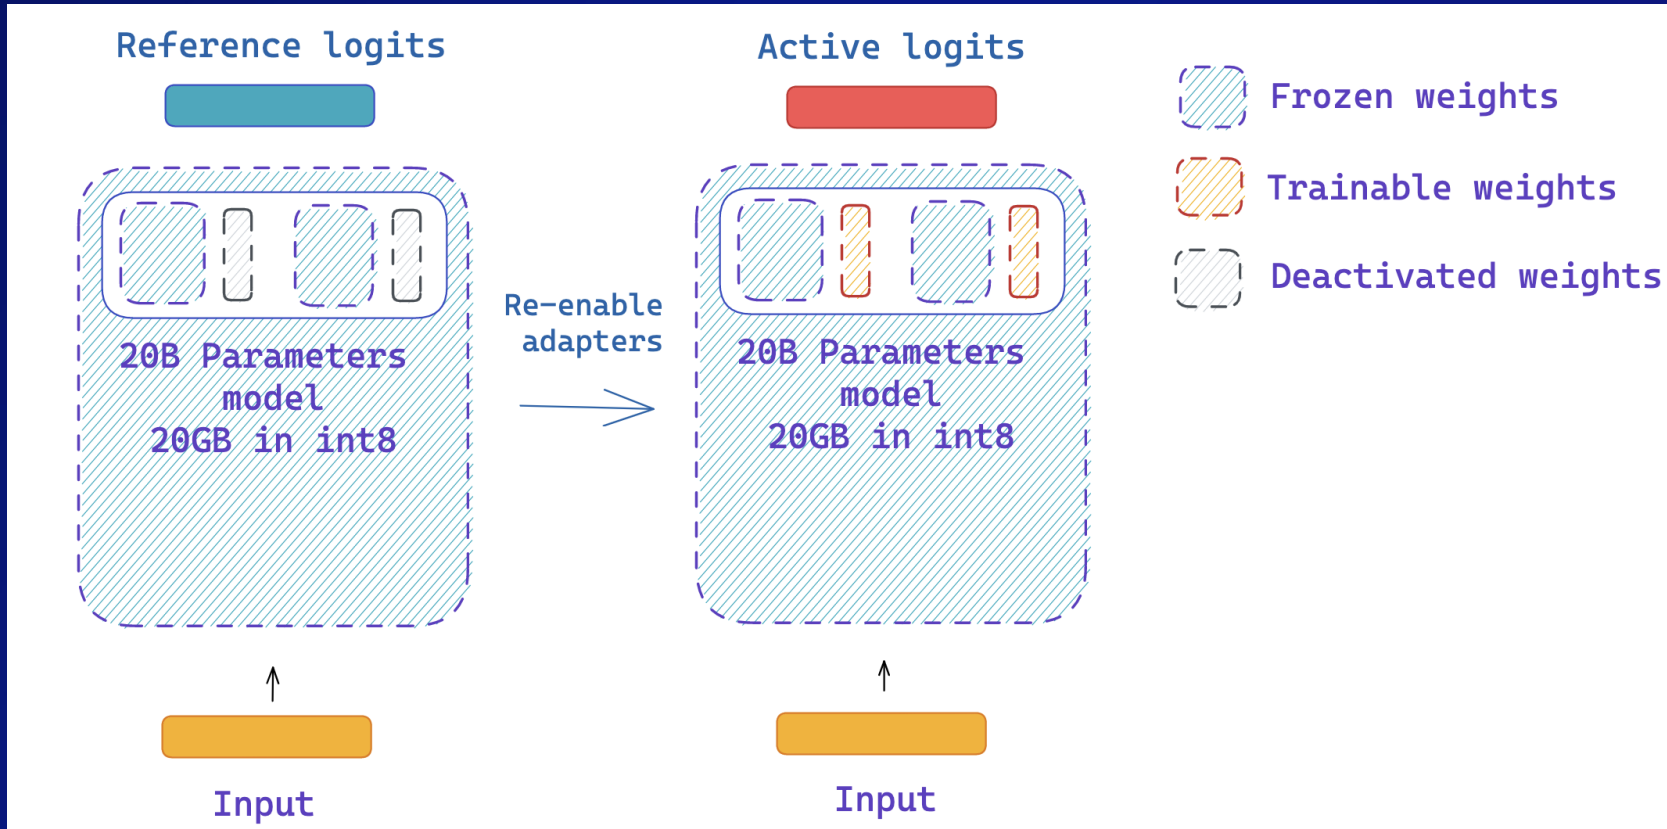 Reference logits
20B Parameters
model
20GB in int8
Input
Re-enable
adapters
Active logits
20B Parameters
model
20GB in int8
Input
Frozen weights
Trainable weights
Deactivated weights